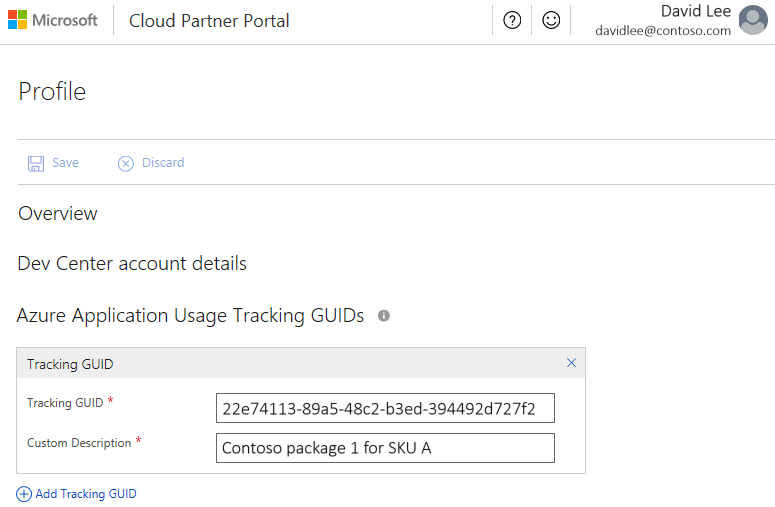 Microsoft
Cloud Partner Portal
?
David Lee
davidlee@contoso.com
Profile
Save
Discard
Overview
Dev Center account details
Azure Application Usage Tracking GUIDs
Tracking GUID
Tracking GUID * 22e74113-89a5-48c2-b3ed-394492d727f2
Custom Description * Contoso package 1 for SKU A
Add Tracking GUID